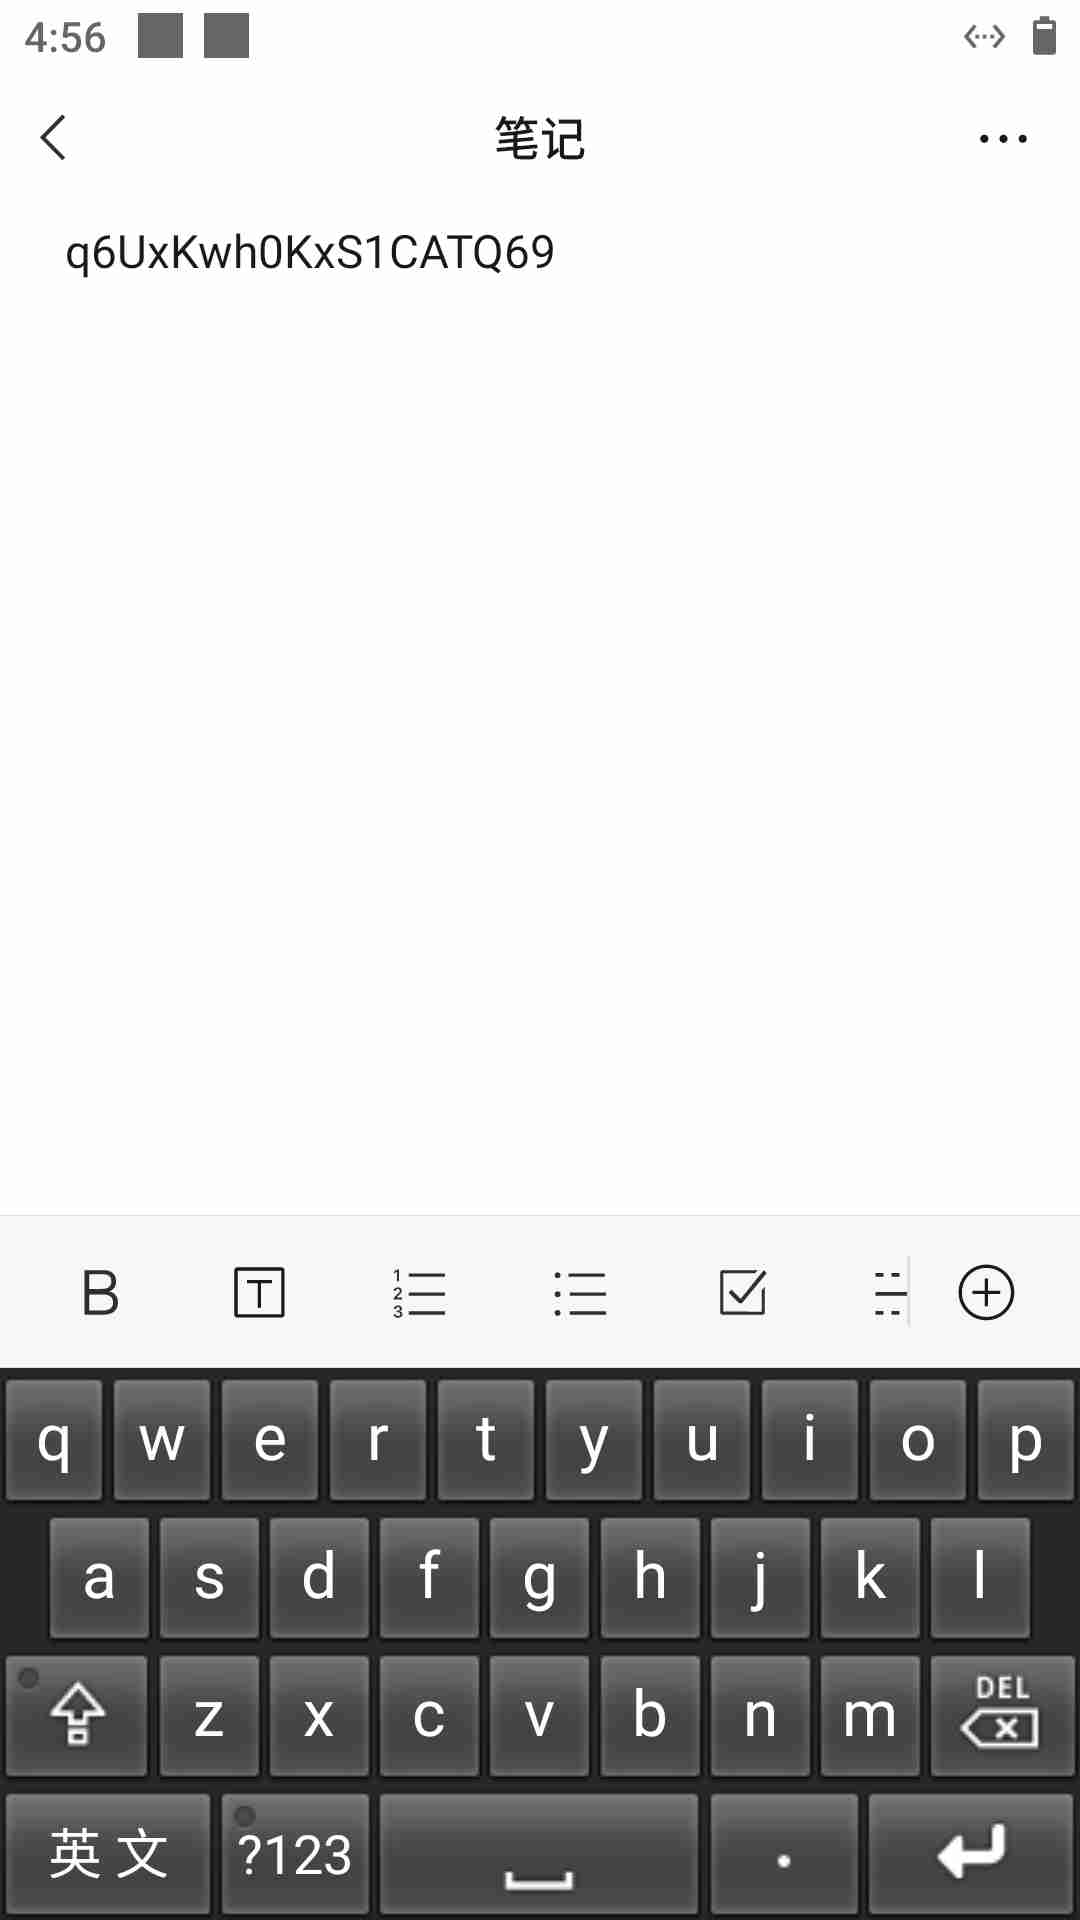 4:56
笔记
q6UxKwh0KxS1CATQ69
B T 1 2 3
q w e r t y u i o p
a s d f g h j k l
z x c v b n m DEL
英文 ?123 .